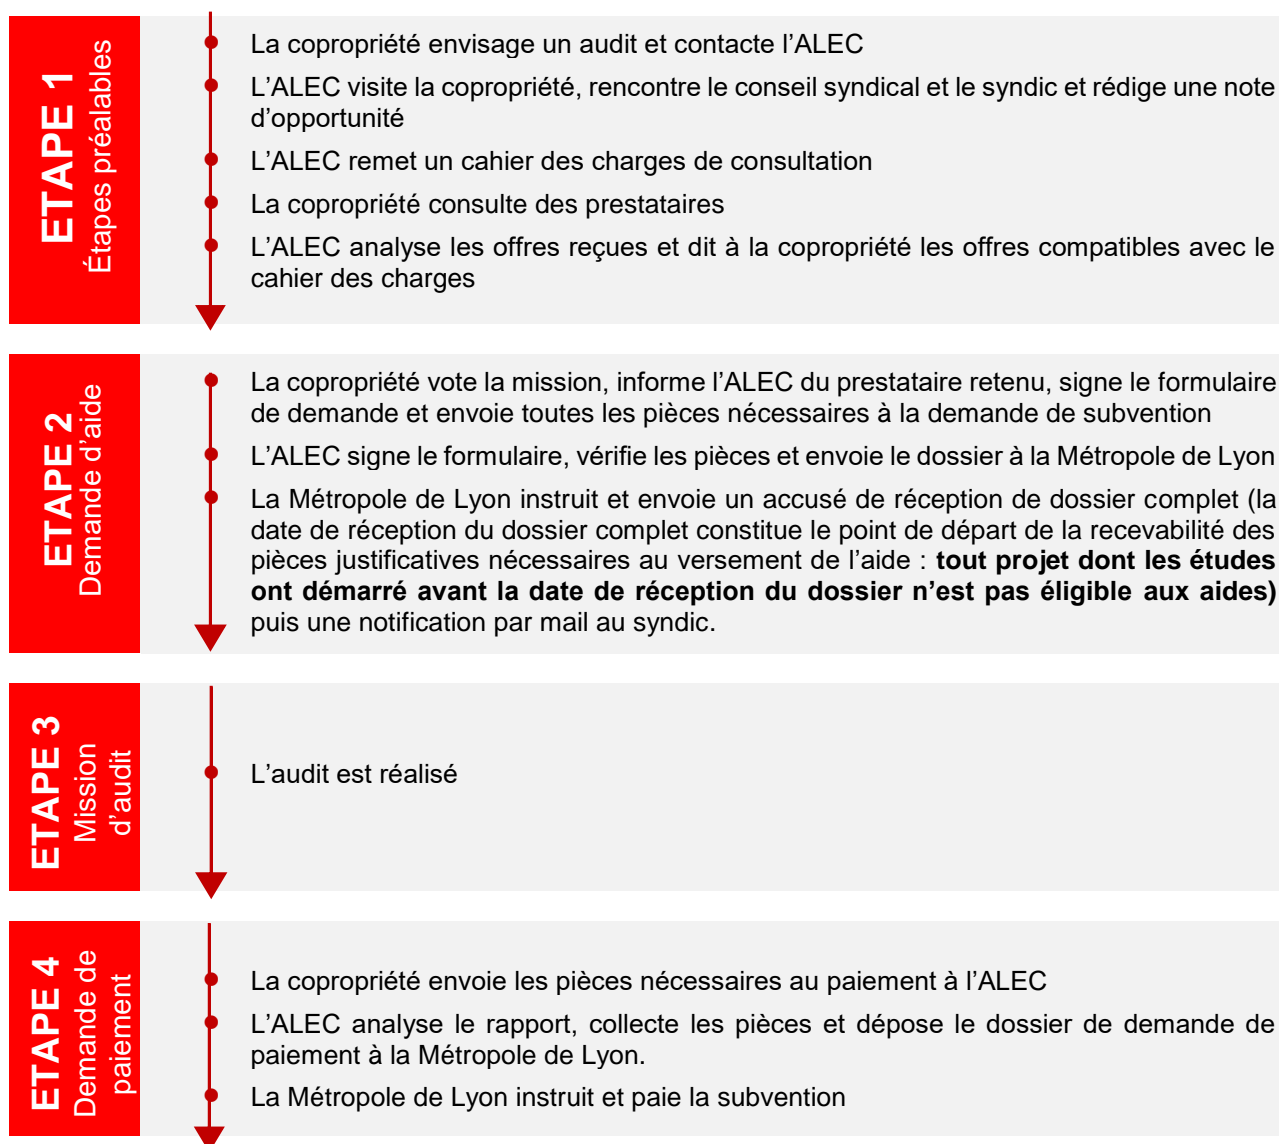 ETAPE 1
Étapes préalables
La copropriété envisage un audit et contacte l’ALEC
L’ALEC visite la copropriété, rencontre le conseil syndical et le syndic et rédige une note
d’opportunité
L’ALEC remet un cahier des charges de consultation
La copropriété consulte des prestataires
L’ALEC analyse les offres reçues et dit à la copropriété les offres compatibles avec le
cahier des charges
ETAPE 2
Demande d’aide
La copropriété vote la mission, informe l’ALEC du prestataire retenu, signe le formulaire
de demande et envoie toutes les pièces nécessaires à la demande de subvention
L’ALEC signe le formulaire, vérifie les pièces et envoie le dossier à la Métropole de Lyon
La Métropole de Lyon instruit et envoie un accusé de réception de dossier complet (la
date de réception du dossier complet constitue le point de départ de la recevabilité des
pièces justificatives nécessaires au versement de l’aide : tout projet dont les études
ont démarré avant la date de réception du dossier n’est pas éligible aux aides)
puis une notification par mail au syndic.
ETAPE 3
Mission
d’audit
L’audit est réalisé
ETAPE 4
Demande de
paiement
La copropriété envoie les pièces nécessaires au paiement à l’ALEC
L’ALEC analyse le rapport, collecte les pièces et dépose le dossier de demande de
paiement à la Métropole de Lyon.
La Métropole de Lyon instruit et paie la subvention